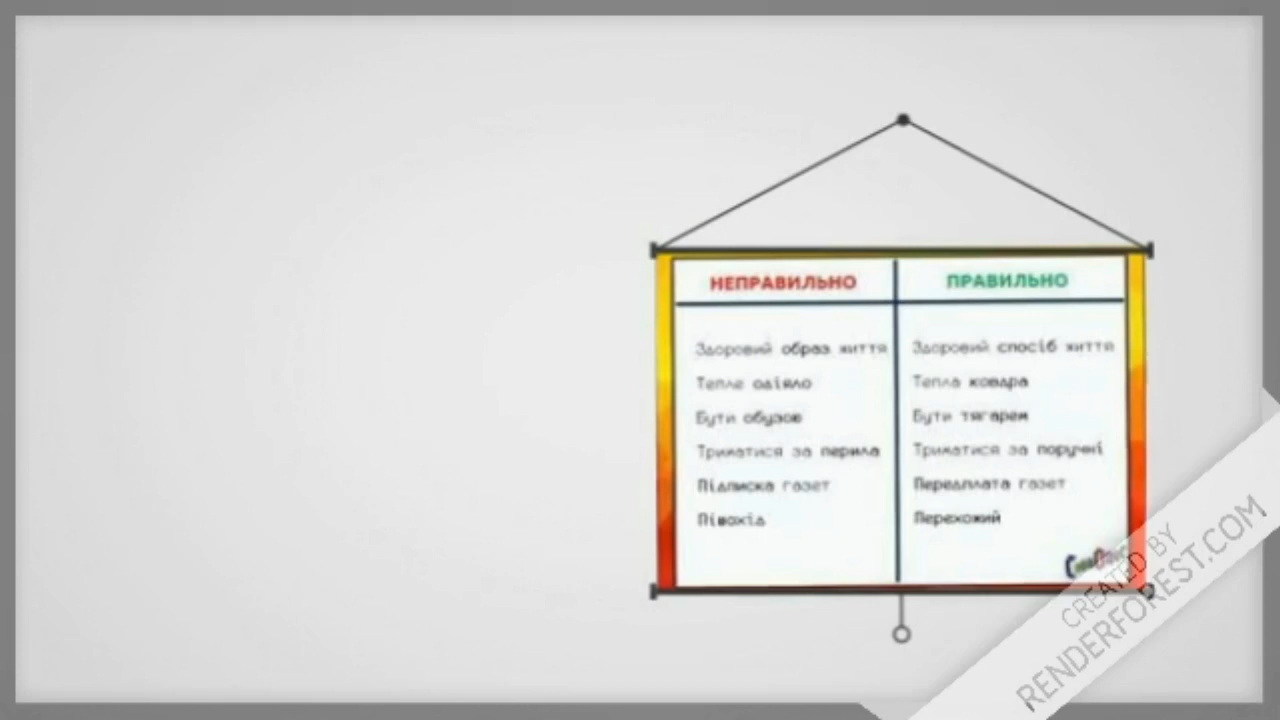 НЕПРАВИЛЬНО ПРАВИЛЬНО
Здоровий образ життя Здоровий спосіб життя
Тепле одіяло Тепла ковдра
Бути обузою Бути тягарем
Триматися за перила Триматися за поручні
Підписка газет Передплата газет
Півохід Перехожий
CREATED BY
RENDERFOREST.COM